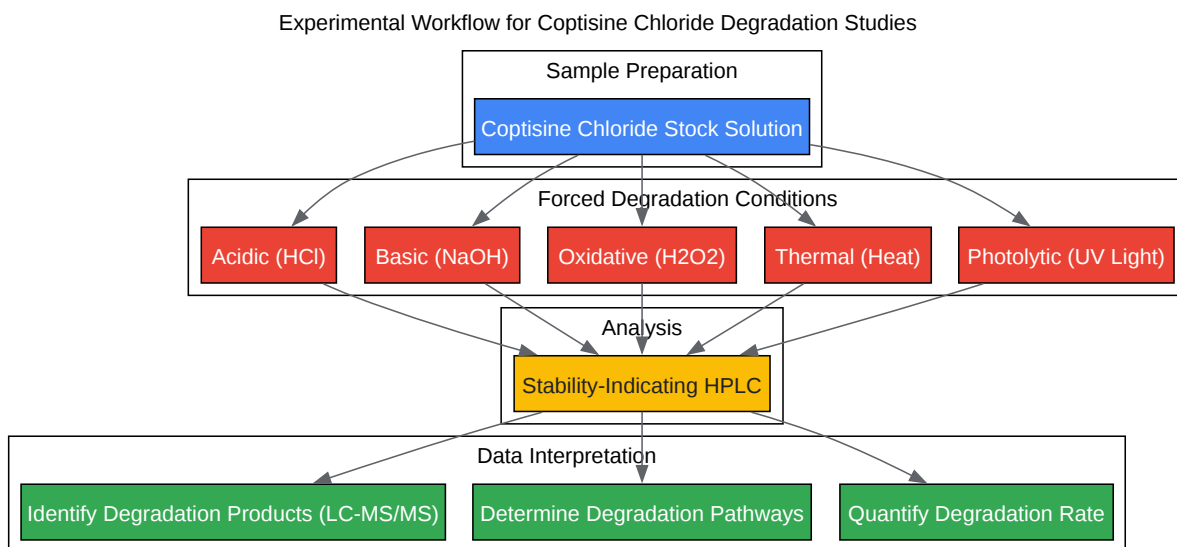 Experimental Workflow for Coptisine Chloride Degradation Studies
Sample Preparation
Coptisine Chloride Stock Solution
Forced Degradation Conditions
Acidic (HCl)
Basic (NaOH)
Oxidative (H2O2)
Thermal (Heat)
Photolytic (UV Light)
Analysis
Stability-Indicating HPLC
Data Interpretation
Identify Degradation Products (LC-MS/MS)
Determine Degradation Pathways
Quantify Degradation Rate